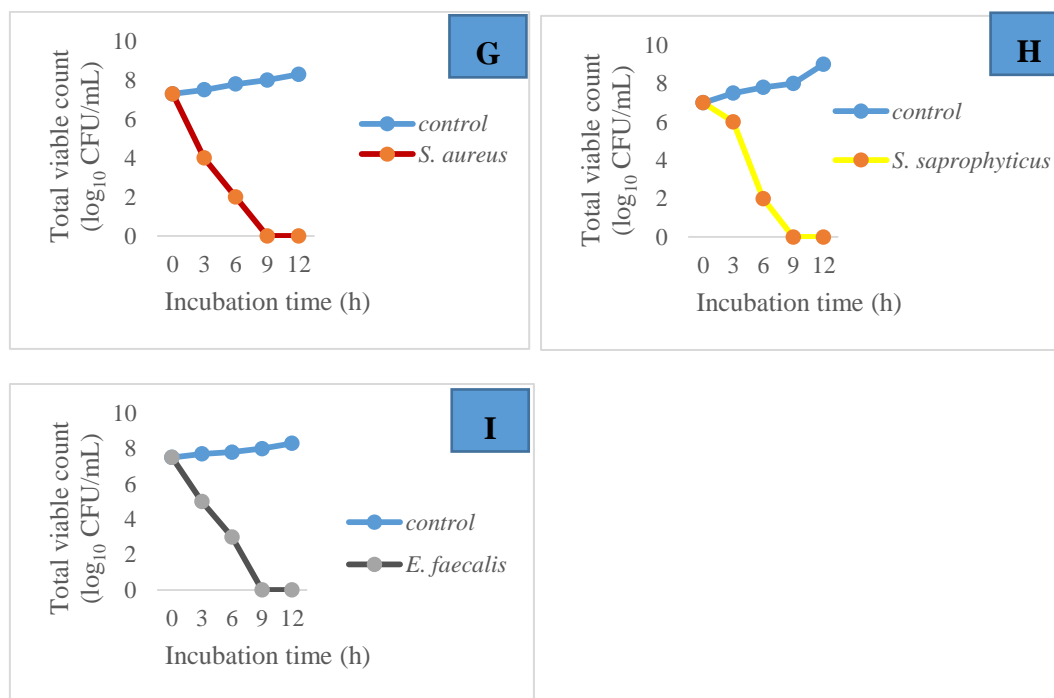 G
Total viable count
(log₁₀ CFU/mL)
10
8
6
4
2
0
0 3 6 9 12
Incubation time (h)
control
S. aureus
H
Total viable count
(log₁₀ CFU/mL)
10
8
6
4
2
0
0 3 6 9 12
Incubation time (h)
control
S. saprophyticus
I
Total viable count
(log₁₀ CFU/mL)
10
8
6
4
2
0
0 3 6 9 12
Incubation time (h)
control
E. faecalis